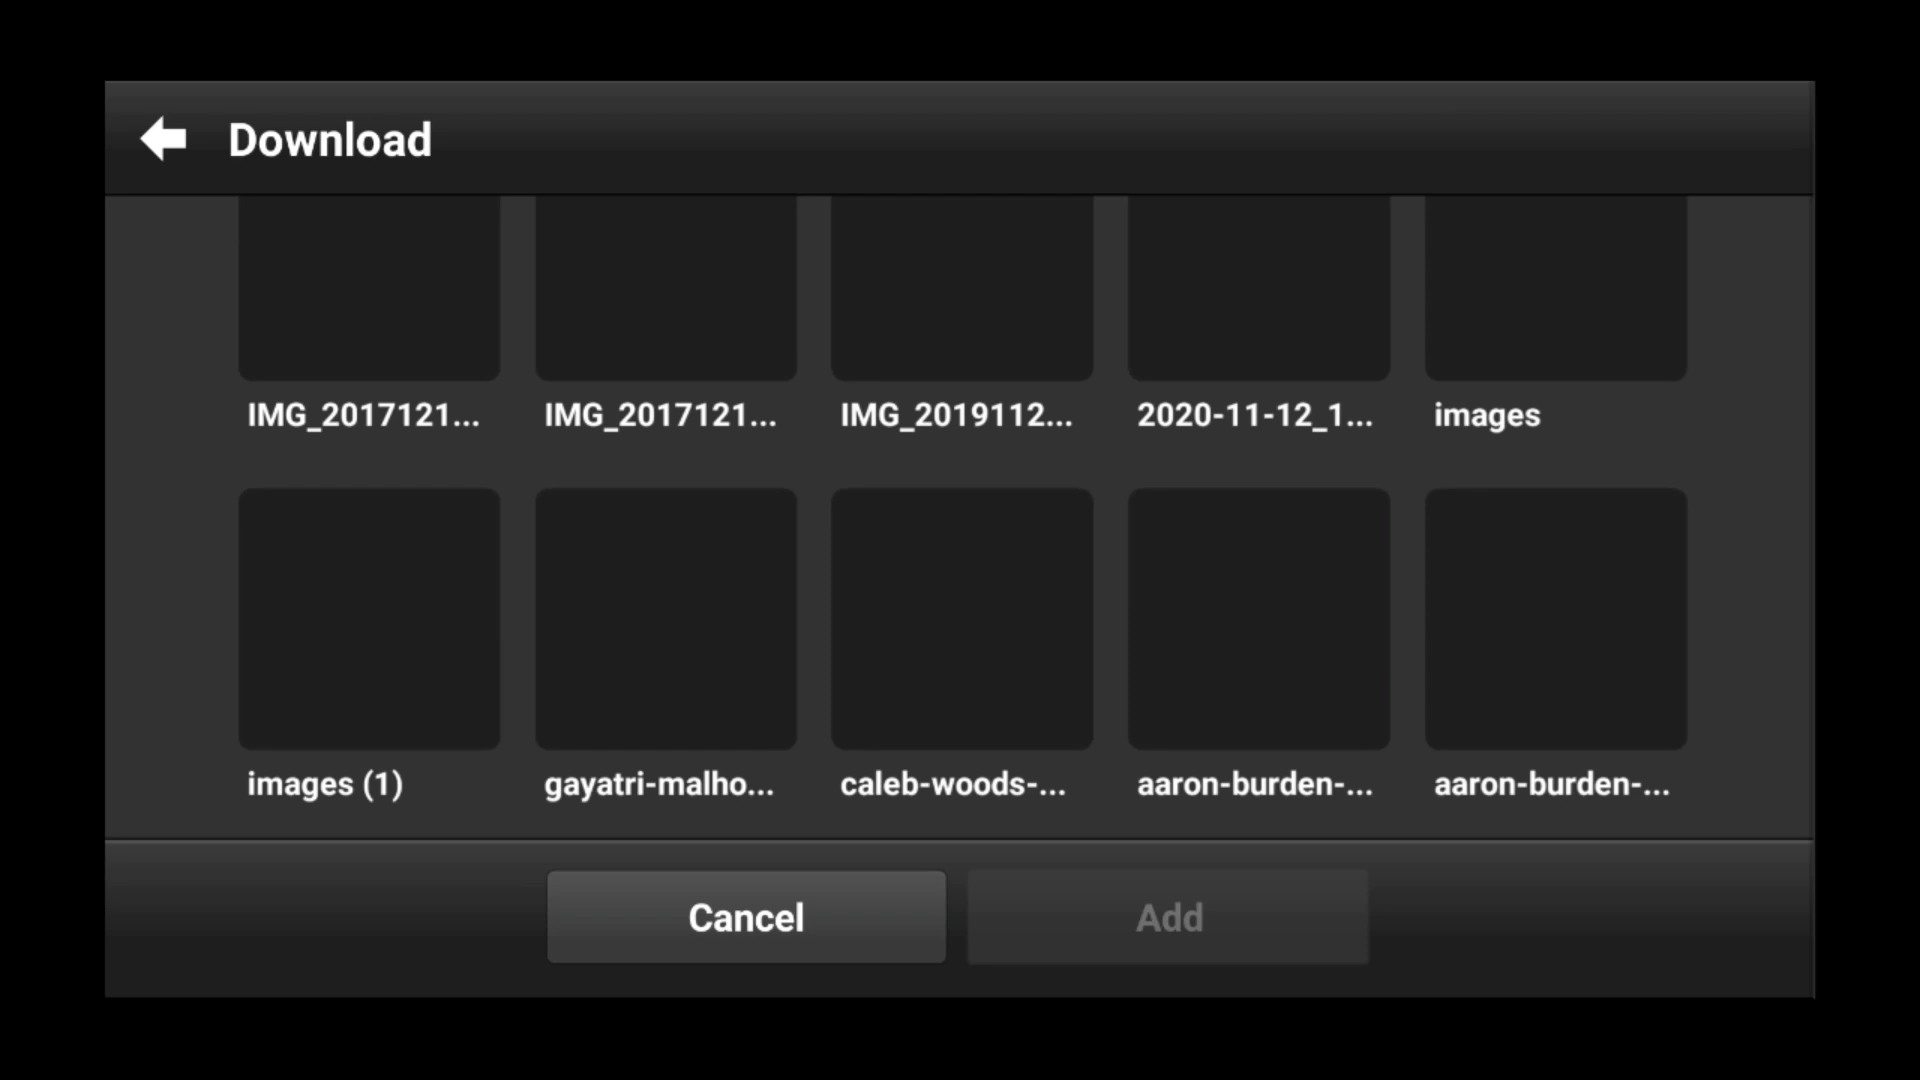 Download
IMG_2017121... IMG_2017121... IMG_2019112... 2020-11-12_1... images
images (1) gayatri-malho... caleb-woods-... aaron-burden-... aaron-burden-...
Cancel Add